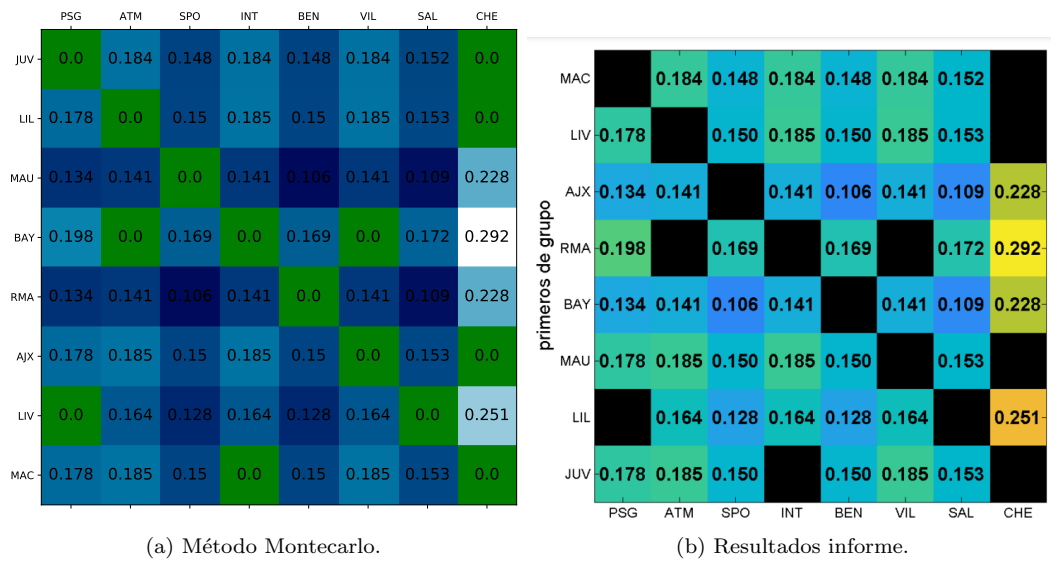 PSG ATM SPO INT BEN VIL SAL CHE
JUV 0.0 0.184 0.148 0.184 0.148 0.184 0.152 0.0
LIL 0.178 0.0 0.15 0.185 0.15 0.185 0.153 0.0
MAU 0.134 0.141 0.0 0.141 0.106 0.141 0.109 0.228
BAY 0.198 0.0 0.169 0.0 0.169 0.0 0.172 0.292
RMA 0.134 0.141 0.106 0.141 0.0 0.141 0.109 0.228
AJX 0.178 0.185 0.15 0.185 0.15 0.0 0.153 0.0
LIV 0.0 0.164 0.128 0.164 0.128 0.164 0.0 0.251
MAC 0.178 0.185 0.15 0.0 0.15 0.185 0.153 0.0
(a) Método Montecarlo.
primeros de grupo
MAC 0.184 0.148 0.184 0.148 0.184 0.152
LIV 0.178 0.150 0.185 0.150 0.185 0.153
AJX 0.134 0.141 0.141 0.106 0.141 0.109 0.228
RMA 0.198 0.169 0.169 0.172 0.292
BAY 0.134 0.141 0.106 0.141 0.141 0.109 0.228
MAU 0.178 0.185 0.150 0.185 0.150 0.153
LIL 0.164 0.128 0.164 0.128 0.164 0.251
JUV 0.178 0.185 0.150 0.150 0.185 0.153
PSG ATM SPO INT BEN VIL SAL CHE
(b) Resultados informe.